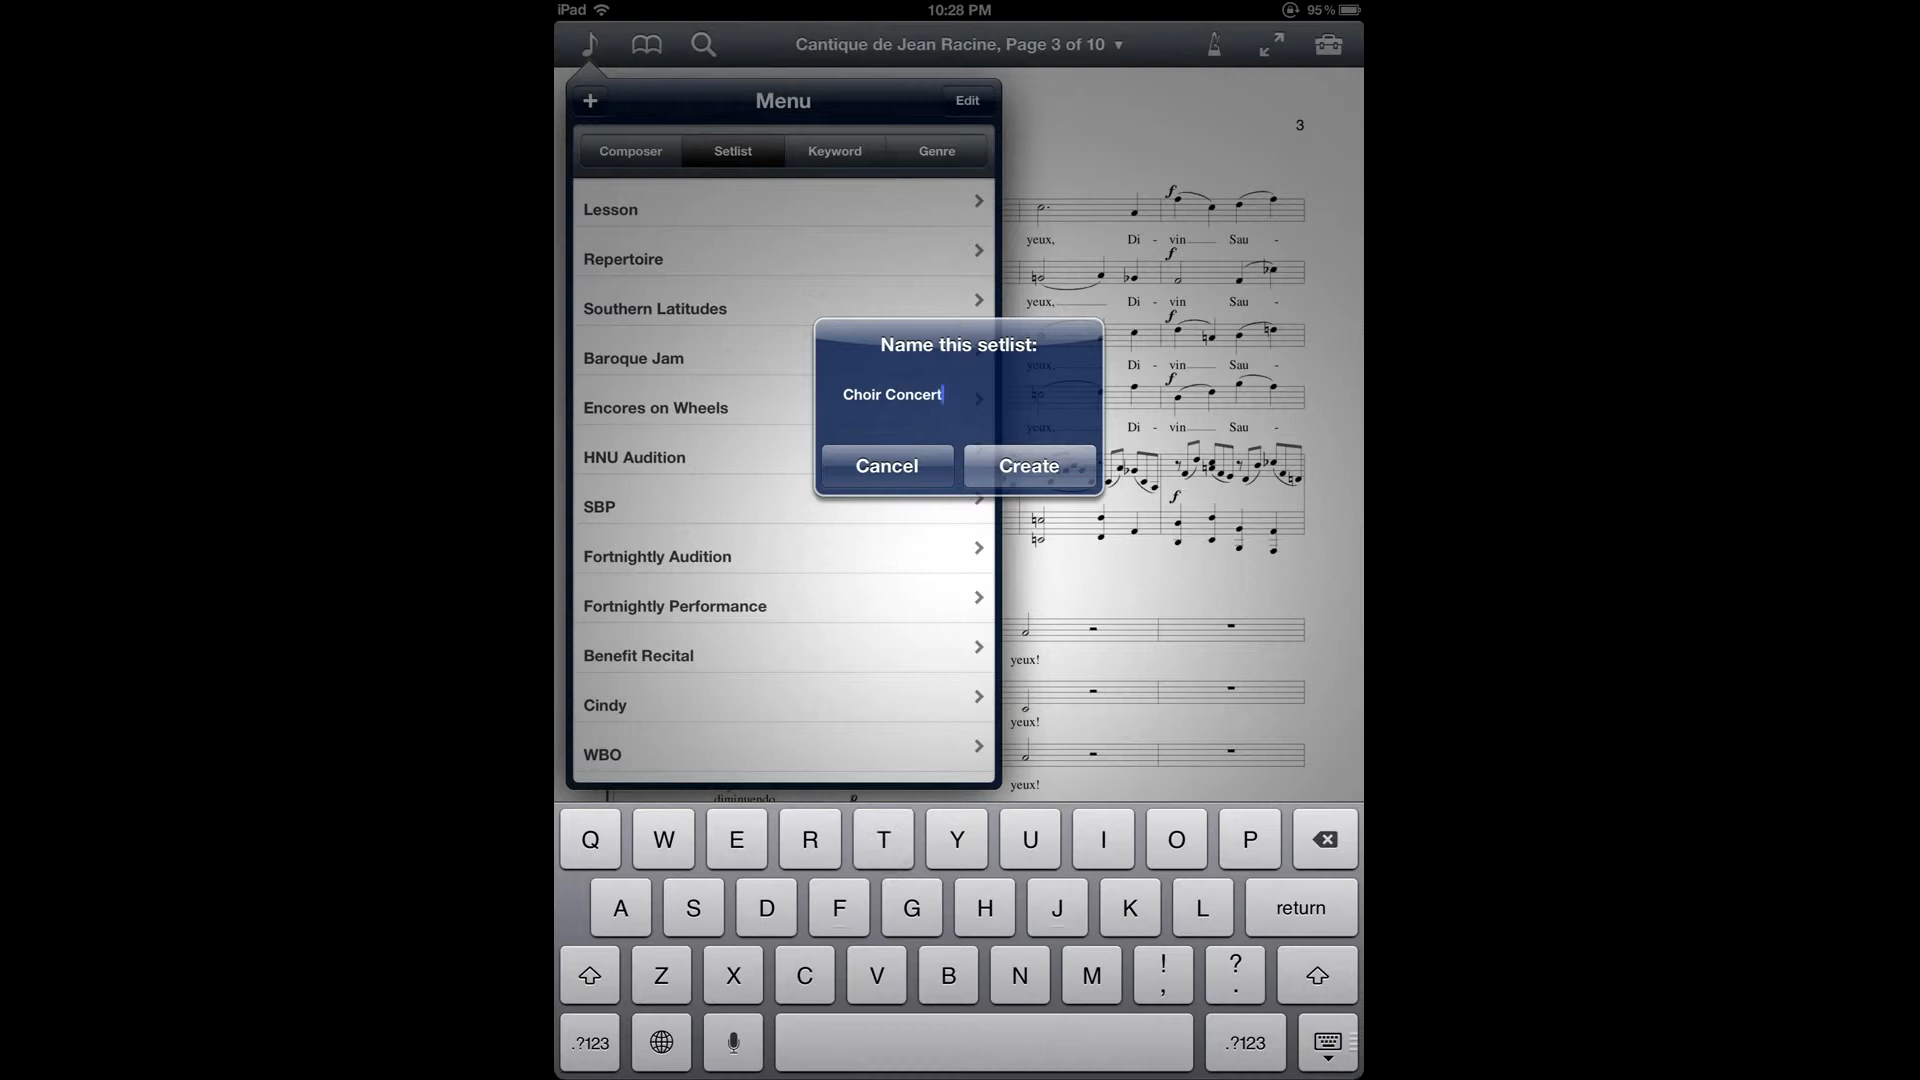 iPad 10:28 PM 95%
Cantique de Jean Racine, Page 3 of 10 ▼
+ Menu Edit
Composer Setlist Keyword Genre
Lesson
Repertoire
Southern Latitudes
Baroque Jam
Encores on Wheels
HNU Audition
SBP
Fortnightly Audition
Fortnightly Performance
Benefit Recital
Cindy
WBO
Name this setlist:
Choir Concert
Cancel Create
3
f
yeux, Di - vin Sau -
f
yeux, Di - vin Sau -
f
yeux, Di - vin Sau -
f
yeux, Di - vin Sau -
f
yeux!
yeux!
yeux!
diminuendo p
Q W E R T Y U I O P
A S D F G H J K L return
Z X C V B N M ! , ? .
.?123 .?123